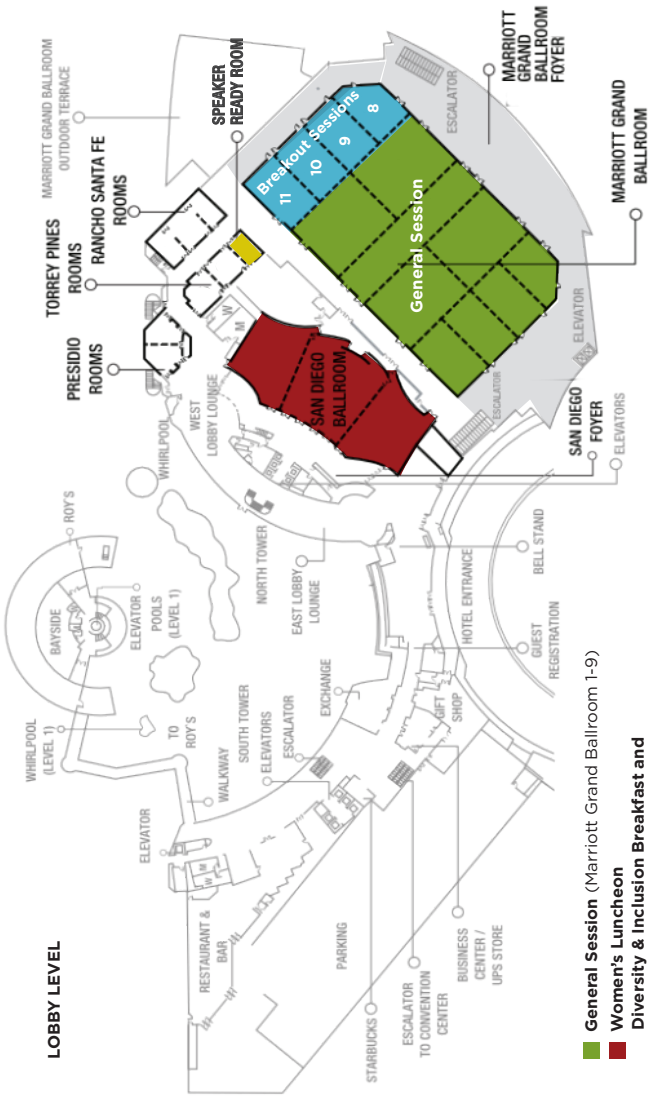 LOBBY LEVEL
MARRIOTT GRAND BALLROOM
OUTDOOR TERRACE
SPEAKER
READY ROOM
RANCHO SANTA FE
ROOMS
TORREY PINES
ROOMS
PRESIDIO
ROOMS
MARRIOTT
GRAND
BALLROOM
FOYER
ESCALATOR
MARRIOTT GRAND
BALLROOM
Breakout Sessions
8
9
10
11
General Session
ELEVATOR
W
M
SAN DIEGO
BALLROOM
WEST
LOBBY LOUNGE
WHIRLPOOL
ESCALATOR
SAN DIEGO
FOYER
ELEVATORS
ROY'S
BAYSIDE
ELEVATOR
POOLS
(LEVEL 1)
NORTH TOWER
EAST LOBBY
LOUNGE
BELL STAND
HOTEL ENTRANCE
GUEST
REGISTRATION
WHIRLPOOL
(LEVEL 1)
TO
ROY'S
WALKWAY
SOUTH TOWER
ELEVATORS
ESCALATOR
EXCHANGE
GIFT
SHOP
ELEVATOR
W
M
RESTAURANT &
BAR
PARKING
STARBUCKS
ESCALATOR
TO CONVENTION
CENTER
BUSINESS
CENTER /
UPS STORE
General Session (Marriott Grand Ballroom 1-9)
Women's Luncheon
Diversity & Inclusion Breakfast and